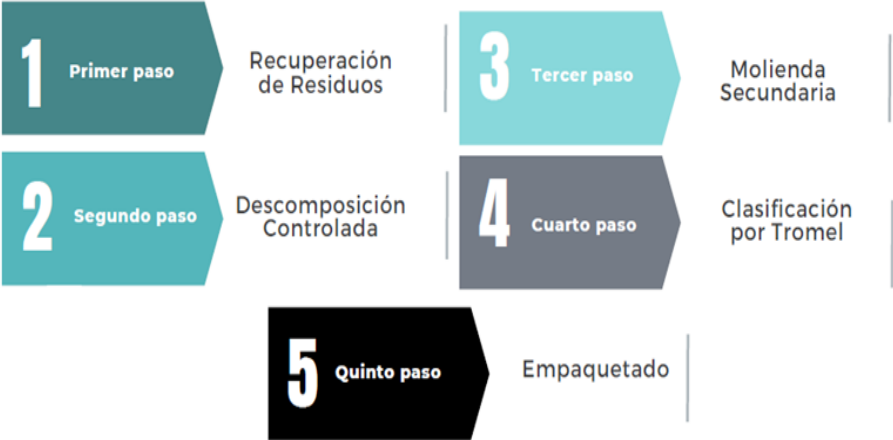 1
Primer paso
Recuperación
de Residuos
2
Segundo paso
Descomposición
Controlada
3
Tercer paso
Molienda
Secundaria
4
Cuarto paso
Clasificación
por Tromel
5
Quinto paso
Empaquetado